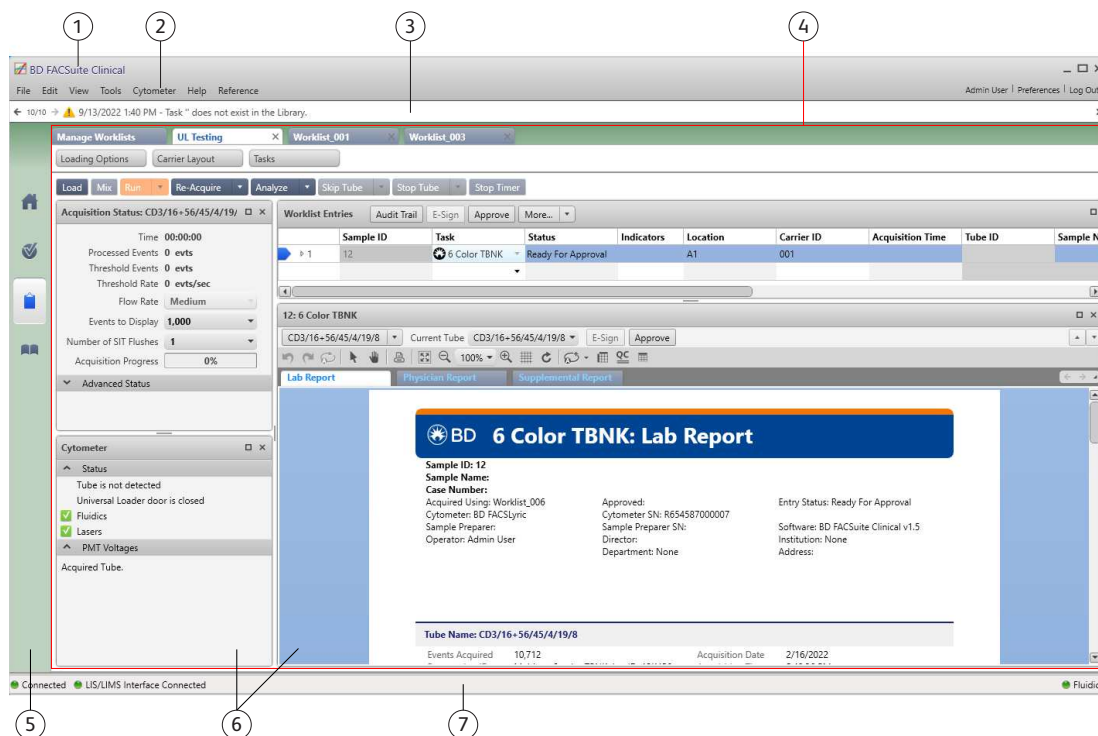 1 2 3 4
BD FACSuite Clinical
File Edit View Tools Cytometer Help Reference Admin User | Preferences | Log Out
10/10 9/13/2022 1:40 PM - Task '' does not exist in the Library.
Manage Worklists UL Testing Worklist_001 Worklist_003
Loading Options Carrier Layout Tasks
Load Mix Run Re-Acquire Analyze Skip Tube Stop Tube Stop Timer
Acquisition Status: CD3/16+56/45/4/19/
Time 00:00:00
Processed Events 0 evts
Threshold Events 0 evts
Threshold Rate 0 evts/sec
Flow Rate Medium
Events to Display 1,000
Number of SIT Flushes 1
Acquisition Progress 0%
Advanced Status
Worklist Entries Audit Trail E-Sign Approve More...
Sample ID Task Status Indicators Location Carrier ID Acquisition Time Tube ID Sample N
1 12 6 Color TBNK Ready For Approval A1 001
12: 6 Color TBNK
CD3/16+56/45/4/19/8 Current Tube CD3/16+56/45/4/19/8 E-Sign Approve
100% QC
Lab Report Physician Report Supplemental Report
Cytometer
Status
Tube is not detected
Universal Loader door is closed
Fluidics
Lasers
PMT Voltages
Acquired Tube.
BD 6 Color TBNK: Lab Report
Sample ID: 12
Sample Name:
Case Number:
Acquired Using: Worklist_006 Approved: Entry Status: Ready For Approval
Cytometer: BD FACSLyric Cytometer SN: R654587000007
Sample Preparer: Sample Preparer SN: Software: BD FACSuite Clinical v1.5
Operator: Admin User Director: Institution: None
Department: None Address:
Tube Name: CD3/16+56/45/4/19/8
Events Acquired 10,712 Acquisition Date 2/16/2022
Connected LIS/LIMS Interface Connected Fluidic
5 6 7